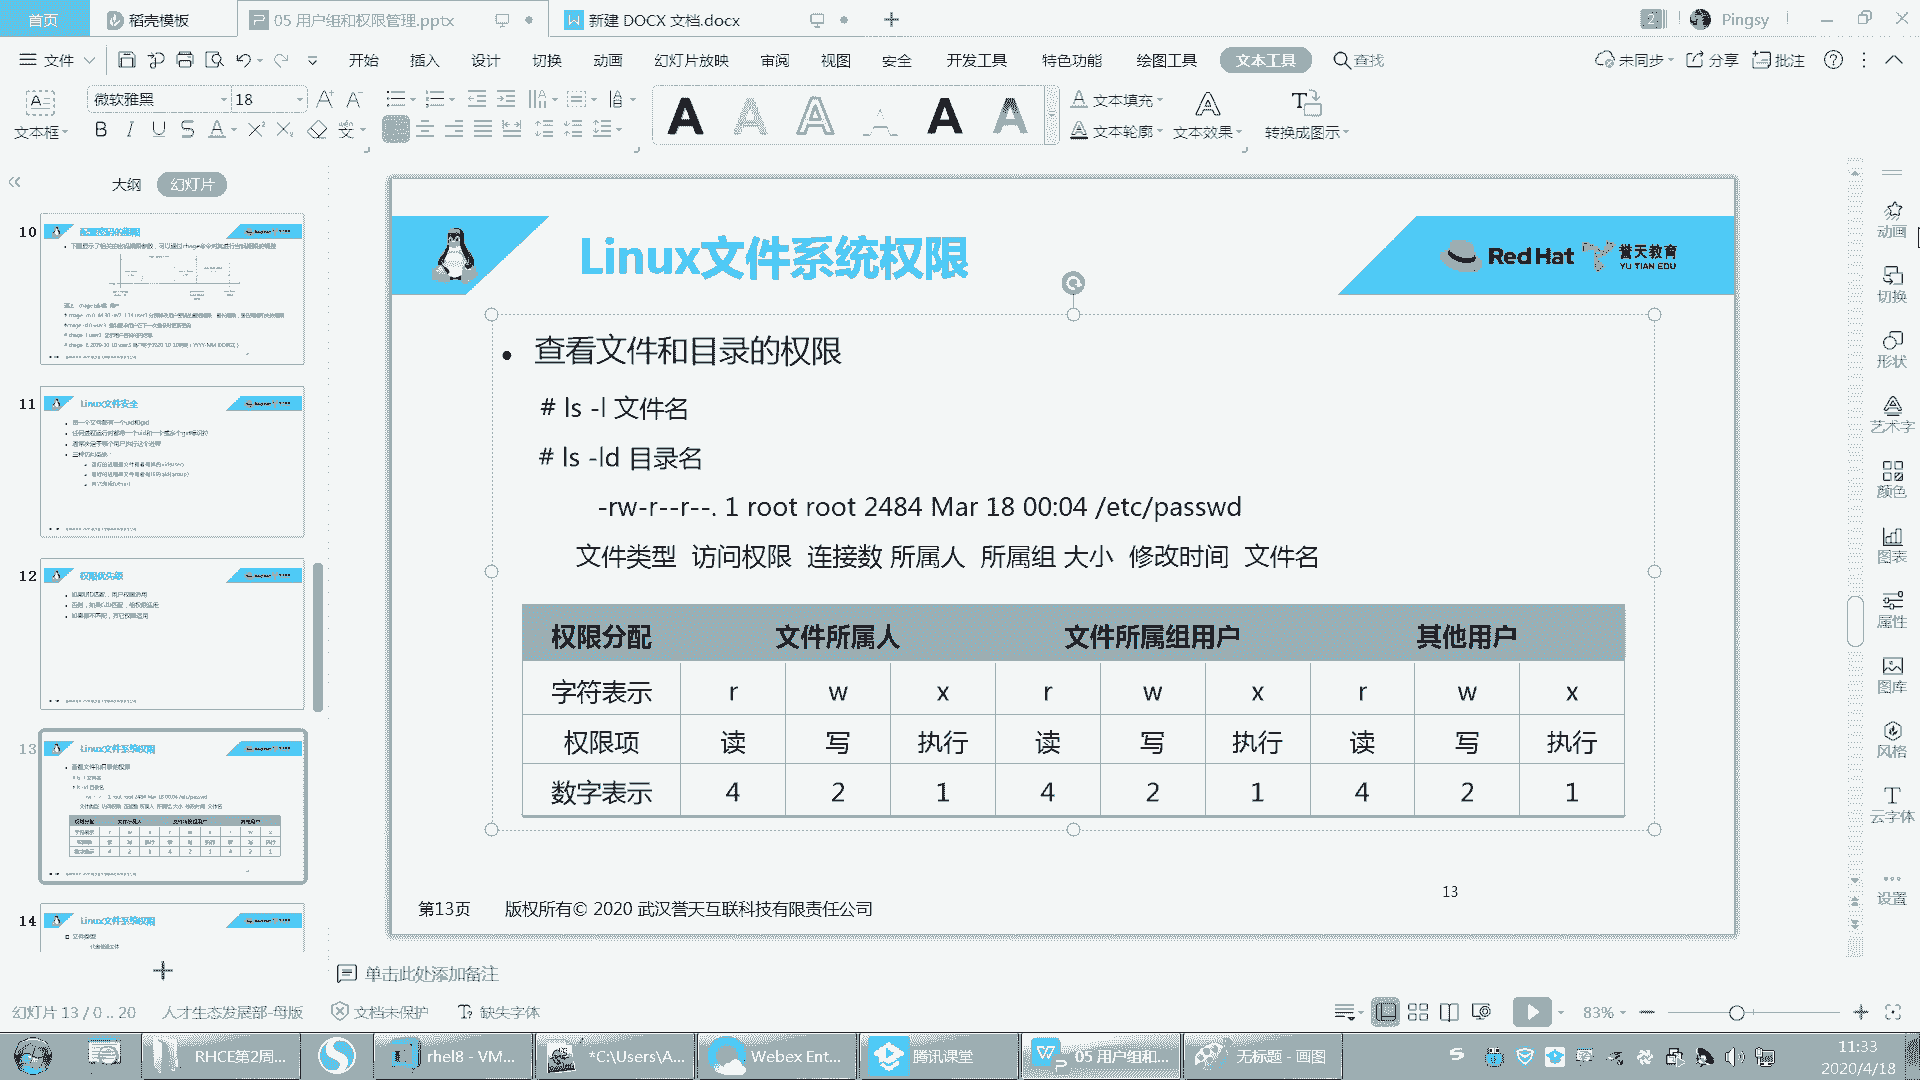 首页
稻壳模板
05 用户组和权限管理.pptx
新建 DOCX 文档.docx
2
Pingsy
文件
开始
插入
设计
切换
动画
幻灯片放映
审阅
视图
安全
开发工具
特色功能
绘图工具
文本工具
查找
未同步
分享
批注
文本框
微软雅黑
18
文本填充
文本轮廓
文本效果
转换成图示
大纲
幻灯片
10
11
Linux文件安全
12
权限优先级
13
Linux文件系统权限
14
Linux文件系统权限
Linux文件系统权限
Red Hat
誉天教育
YU TIAN EDU
• 查看文件和目录的权限
# ls -l 文件名
# ls -ld 目录名
-rw-r--r--. 1 root root 2484 Mar 18 00:04 /etc/passwd
文件类型 访问权限 连接数 所属人 所属组 大小 修改时间 文件名
权限分配 文件所属人 文件所属组用户 其他用户
字符表示 r w x r w x r w x
权限项 读 写 执行 读 写 执行 读 写 执行
数字表示 4 2 1 4 2 1 4 2 1
13
第13页 版权所有© 2020 武汉誉天互联科技有限责任公司
动画
切换
形状
艺术字
颜色
图表
属性
图库
风格
云字体
设置
单击此处添加备注
幻灯片 13 / 0 .. 20
人才生态发展部-母版
文档未保护
缺失字体
83%
RHCE第2周...
rhel8 - VM...
*C:\Users\A...
Webex Ent...
腾讯课堂
05 用户组和...
无标题 - 画图
11:33
2020/4/18